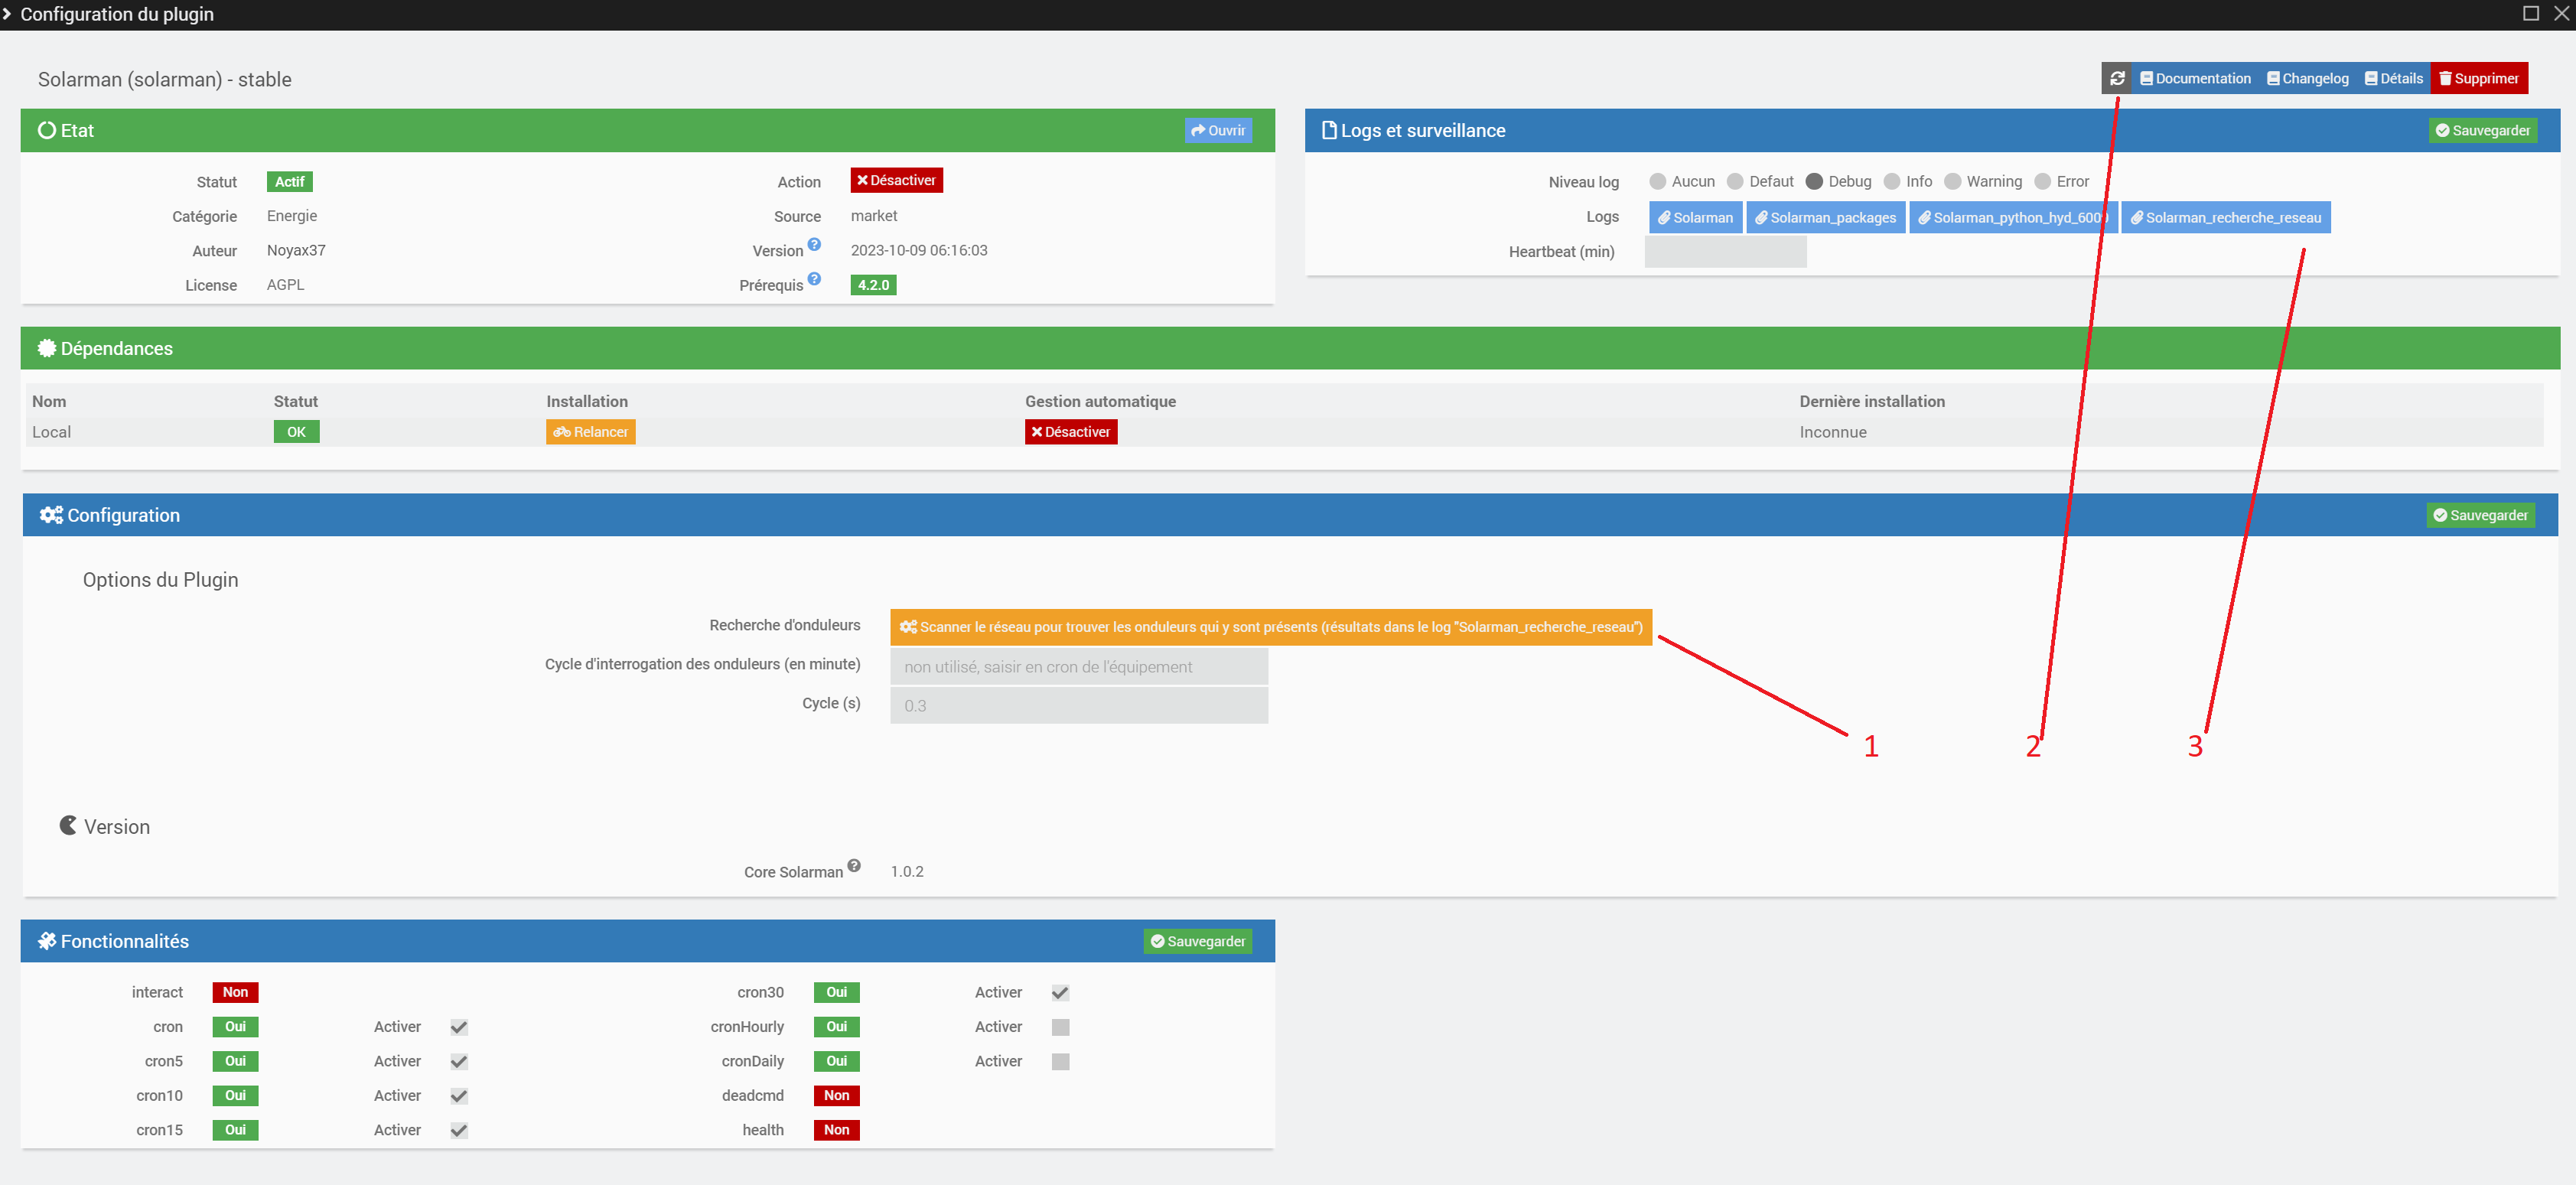 Configuration du plugin
Solarman (solarman) - stable
Documentation Changelog Détails Supprimer
Etat Ouvrir
Statut Actif Action Désactiver
Catégorie Energie Source market
Auteur Noyax37 Version 2023-10-09 06:16:03
License AGPL Prérequis 4.2.0
Logs et surveillance Sauvegarder
Niveau log Aucun Defaut Debug Info Warning Error
Logs Solarman Solarman_packages Solarman_python_hyd_6000 Solarman_recherche_reseau
Heartbeat (min)
Dépendances
Nom Statut Installation Gestion automatique Dernière installation
Local OK Relancer Désactiver Inconnue
Configuration Sauvegarder
Options du Plugin
Recherche d'onduleurs Scanner le réseau pour trouver les onduleurs qui y sont présents (résultats dans le log "Solarman_recherche_reseau")
Cycle d'interrogation des onduleurs (en minute) non utilisé, saisir en cron de l'équipement
Cycle (s) 0.3
1 2 3
Version
Core Solarman 1.0.2
Fonctionnalités Sauvegarder
interact Non cron30 Oui Activer
cron Oui Activer cronHourly Oui Activer
cron5 Oui Activer cronDaily Oui Activer
cron10 Oui Activer deadcmd Non
cron15 Oui Activer health Non